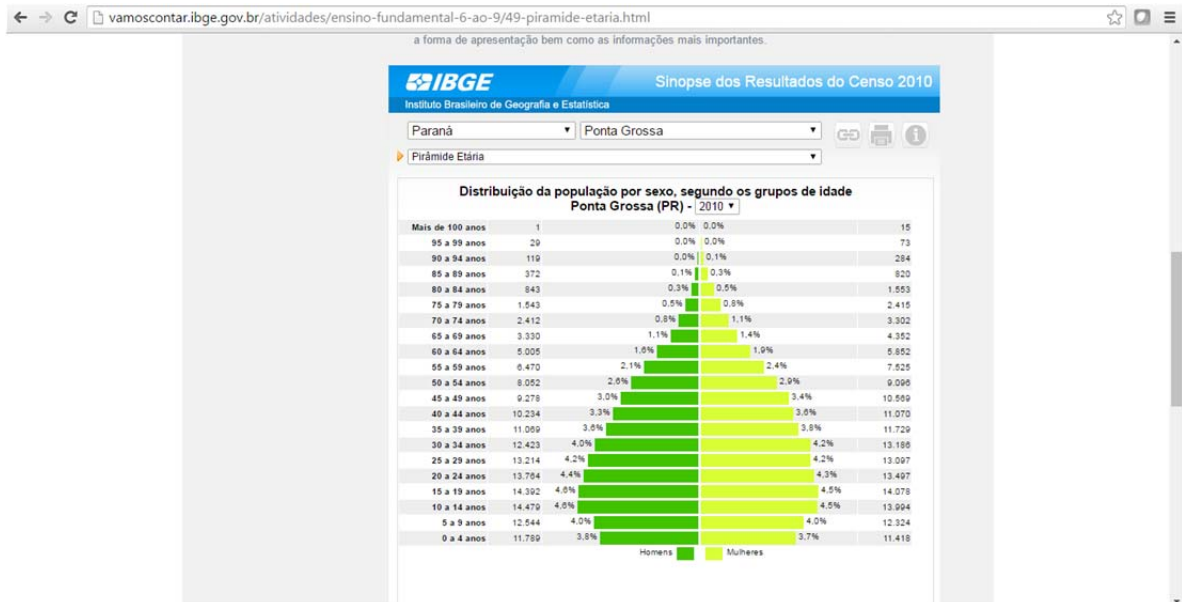 vamoscontar.ibge.gov.br/atividades/ensino-fundamental-6-ao-9/49-piramide-etaria.html
a forma de apresentação bem como as informações mais importantes.
IBGE Sinopse dos Resultados do Censo 2010
Instituto Brasileiro de Geografia e Estatística
Paraná Ponta Grossa
Pirâmide Etária
Distribuição da população por sexo, segundo os grupos de idade
Ponta Grossa (PR) - 2010
Mais de 100 anos 1 0,0% 0,0% 15
95 a 99 anos 29 0,0% 0,0% 73
90 a 94 anos 119 0,0% 0,1% 284
85 a 89 anos 372 0,1% 0,3% 820
80 a 84 anos 843 0,3% 0,5% 1.553
75 a 79 anos 1.543 0,5% 0,8% 2.415
70 a 74 anos 2.412 0,8% 1,1% 3.302
65 a 69 anos 3.330 1,1% 1,4% 4.352
60 a 64 anos 5.005 1,6% 1,9% 5.852
55 a 59 anos 6.470 2,1% 2,4% 7.525
50 a 54 anos 8.052 2,6% 2,9% 9.096
45 a 49 anos 9.278 3,0% 3,4% 10.569
40 a 44 anos 10.234 3,3% 3,6% 11.070
35 a 39 anos 11.069 3,6% 3,8% 11.729
30 a 34 anos 12.423 4,0% 4,2% 13.186
25 a 29 anos 13.214 4,2% 4,2% 13.097
20 a 24 anos 13.764 4,4% 4,3% 13.497
15 a 19 anos 14.392 4,6% 4,5% 14.078
10 a 14 anos 14.479 4,6% 4,5% 13.994
5 a 9 anos 12.544 4,0% 4,0% 12.324
0 a 4 anos 11.789 3,8% 3,7% 11.418
Homens Mulheres